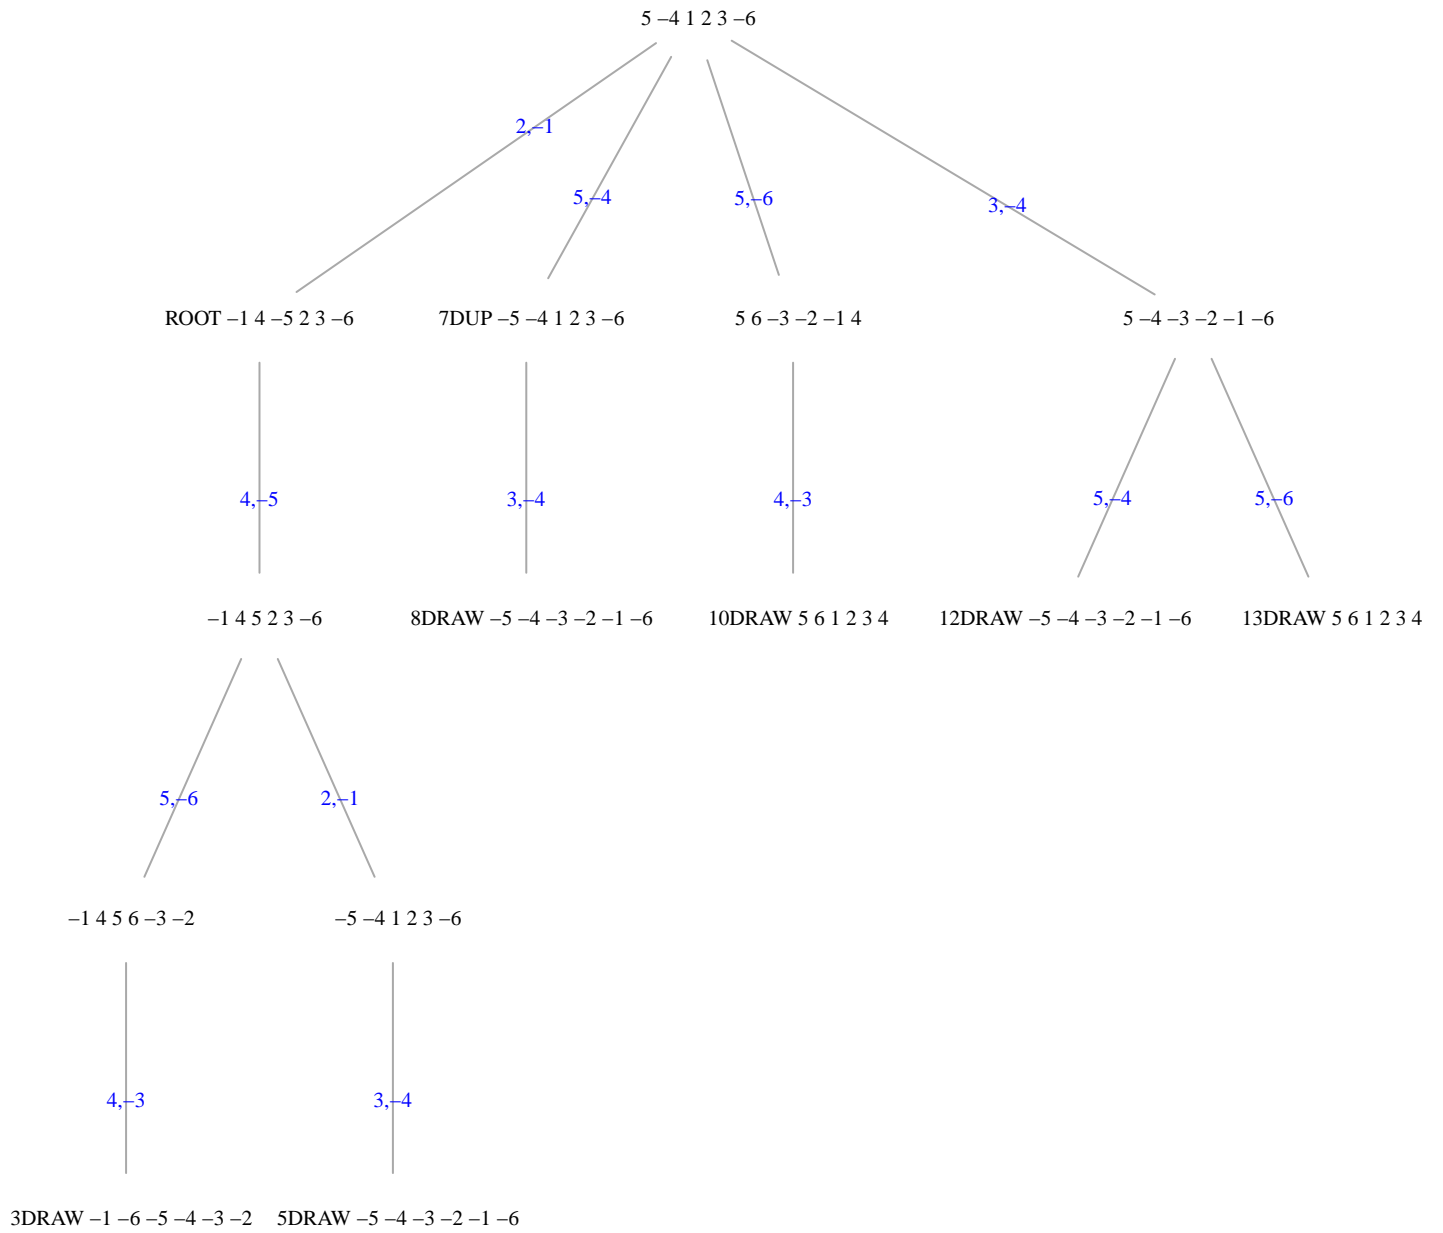 5 –4 1 2 3 –6
2,–1
5,–4
5,–6
3,–4
ROOT –1 4 –5 2 3 –6
7DUP –5 –4 1 2 3 –6
5 6 –3 –2 –1 4
5 –4 –3 –2 –1 –6
4,–5
3,–4
4,–3
5,–4
5,–6
–1 4 5 2 3 –6
8DRAW –5 –4 –3 –2 –1 –6
10DRAW 5 6 1 2 3 4
12DRAW –5 –4 –3 –2 –1 –6
13DRAW 5 6 1 2 3 4
5,–6
2,–1
–1 4 5 6 –3 –2
–5 –4 1 2 3 –6
4,–3
3,–4
3DRAW –1 –6 –5 –4 –3 –2
5DRAW –5 –4 –3 –2 –1 –6